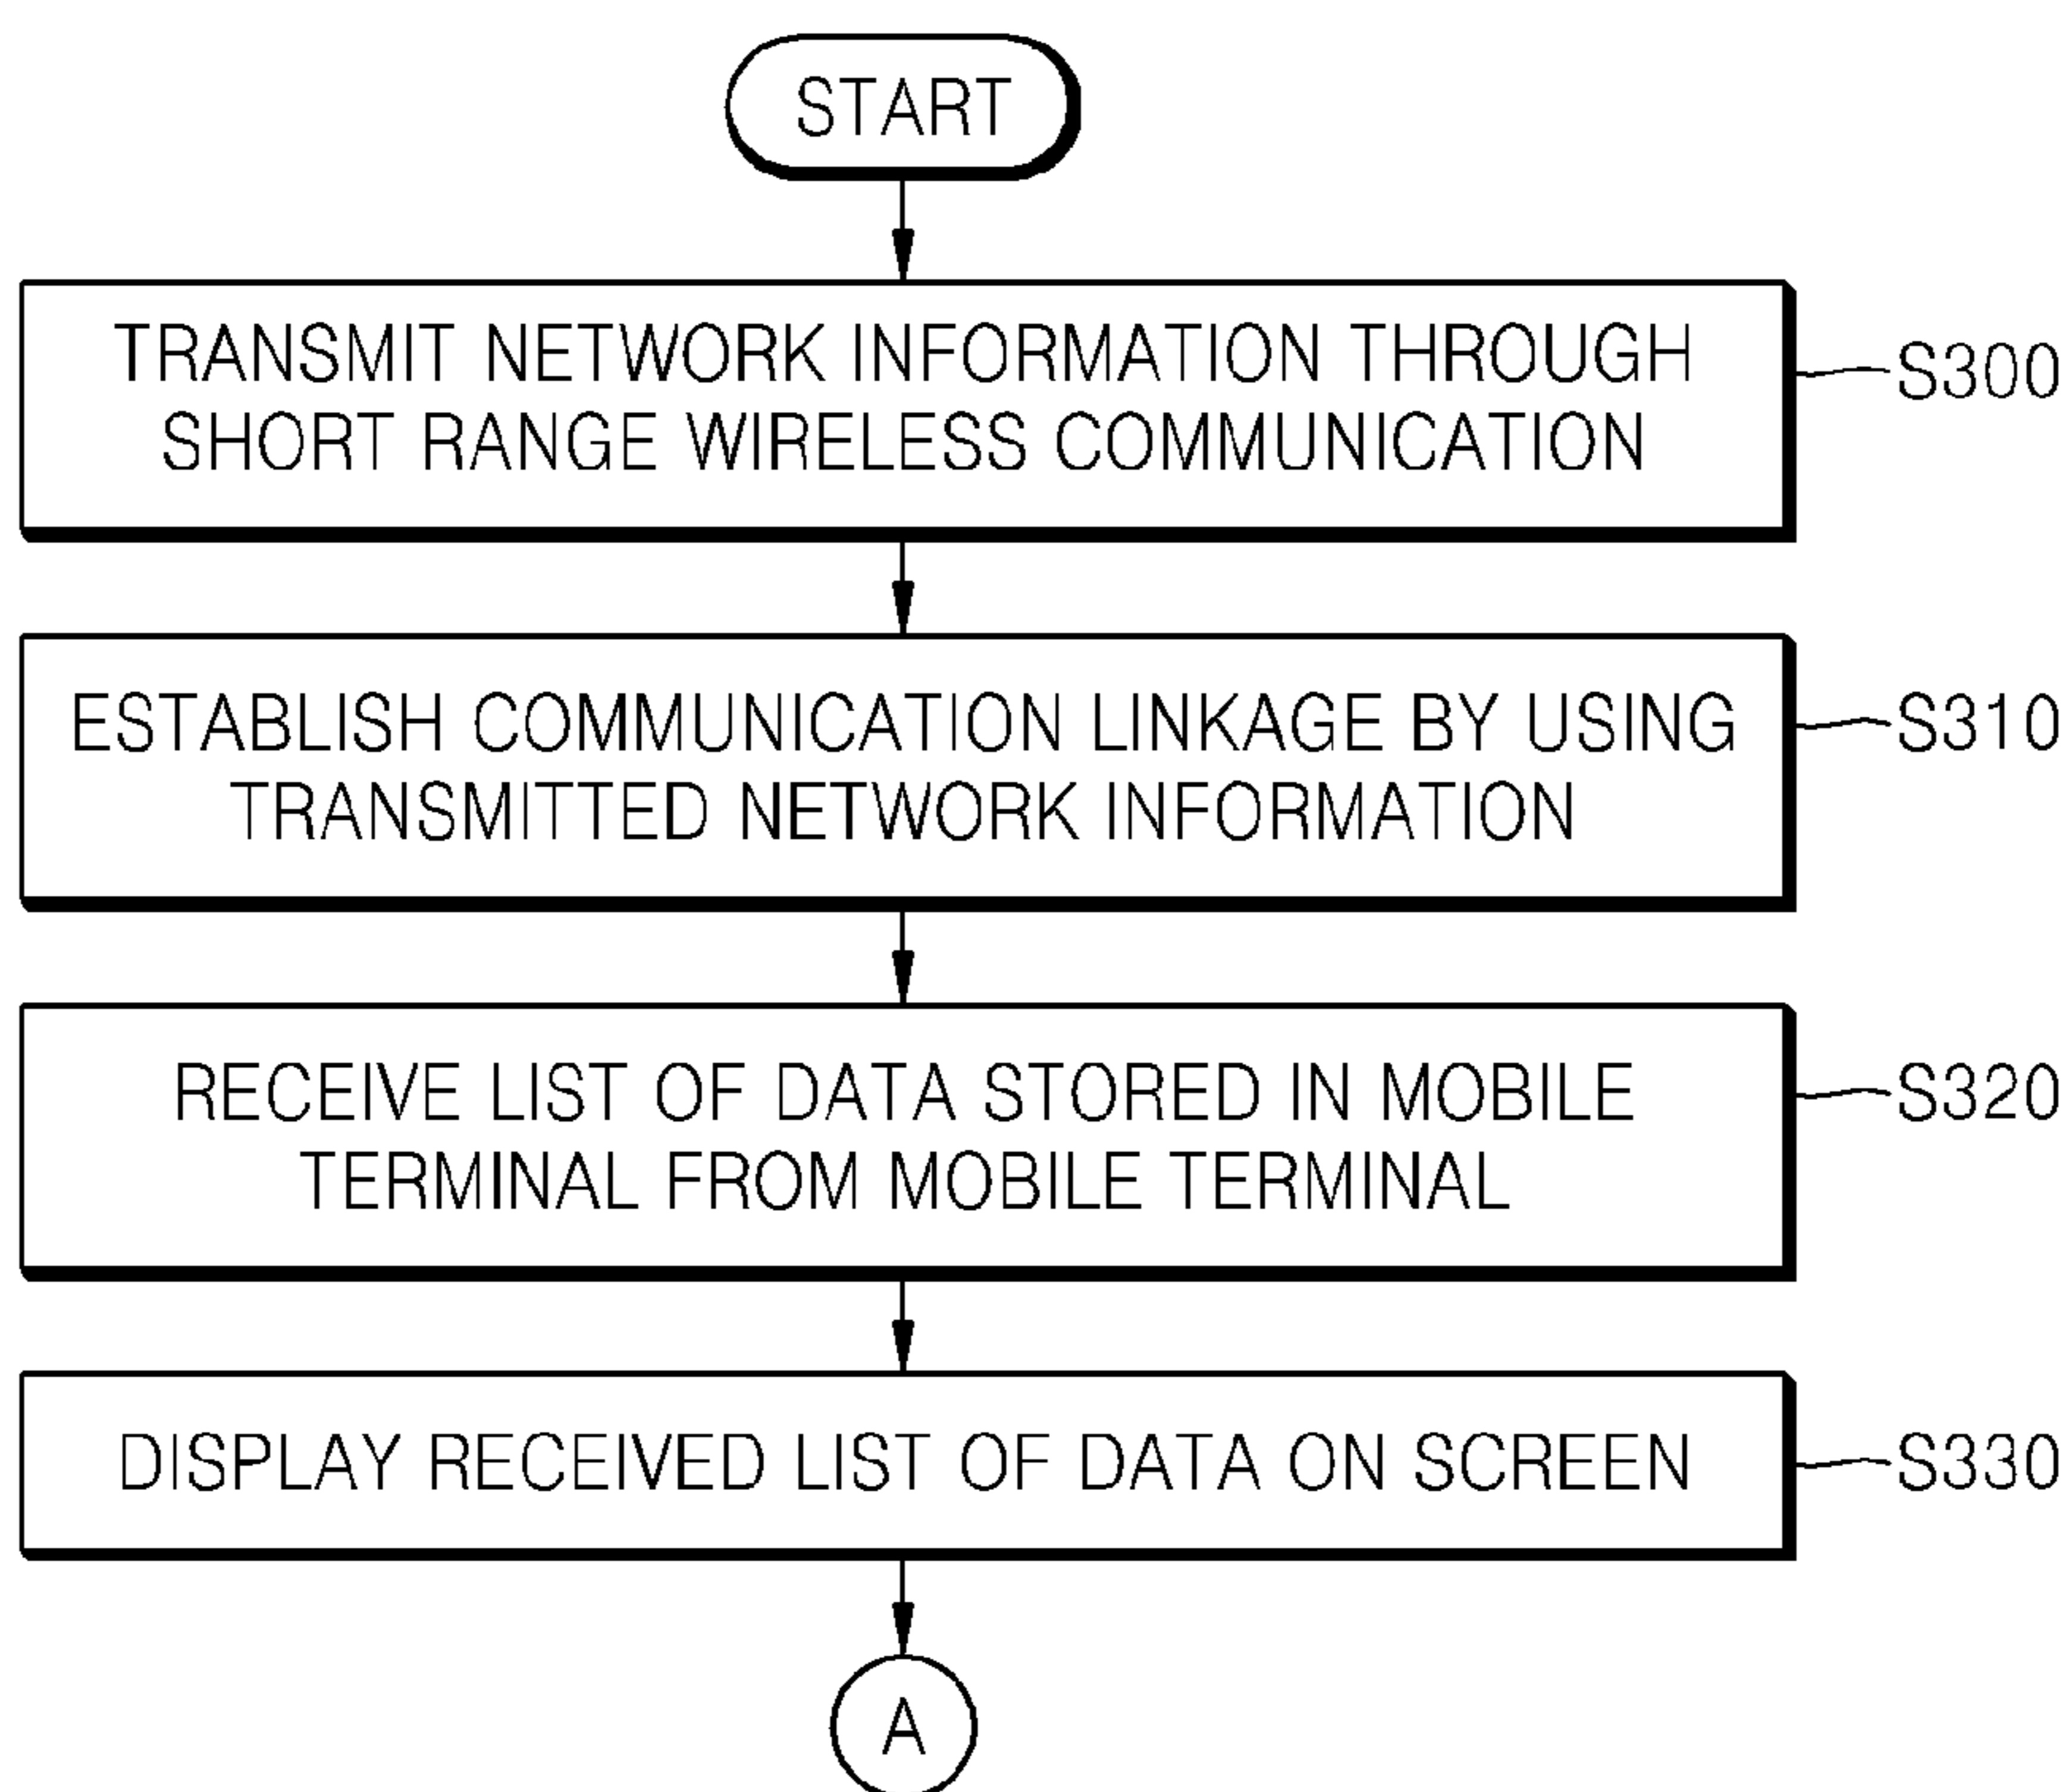 START
TRANSMIT NETWORK INFORMATION THROUGH
SHORT RANGE WIRELESS COMMUNICATION
S300
ESTABLISH COMMUNICATION LINKAGE BY USING
TRANSMITTED NETWORK INFORMATION
S310
RECEIVE LIST OF DATA STORED IN MOBILE
TERMINAL FROM MOBILE TERMINAL
S320
DISPLAY RECEIVED LIST OF DATA ON SCREEN
S330
A